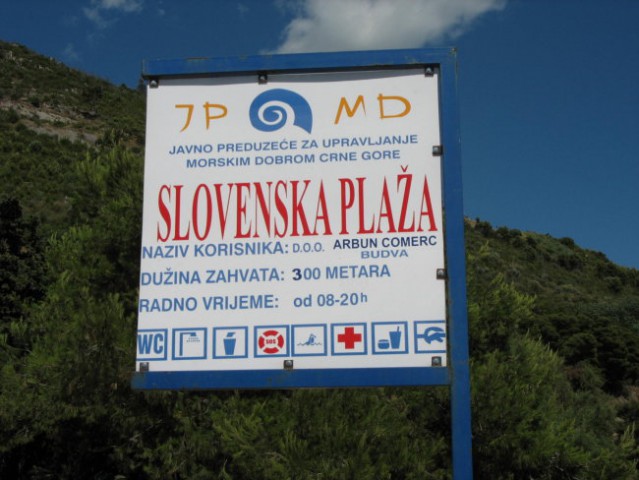 JP MD
JAVNO PREDUZEĆE ZA UPRAVLJANJE
MORSKIM DOBROM CRNE GORE
SLOVENSKA PLAŽA
NAZIV KORISNIKA: D.O.O. ARBUN COMERC
BUDVA
DUŽINA ZAHVATA: 300 METARA
RADNO VRIJEME: od 08-20h
WC SOS